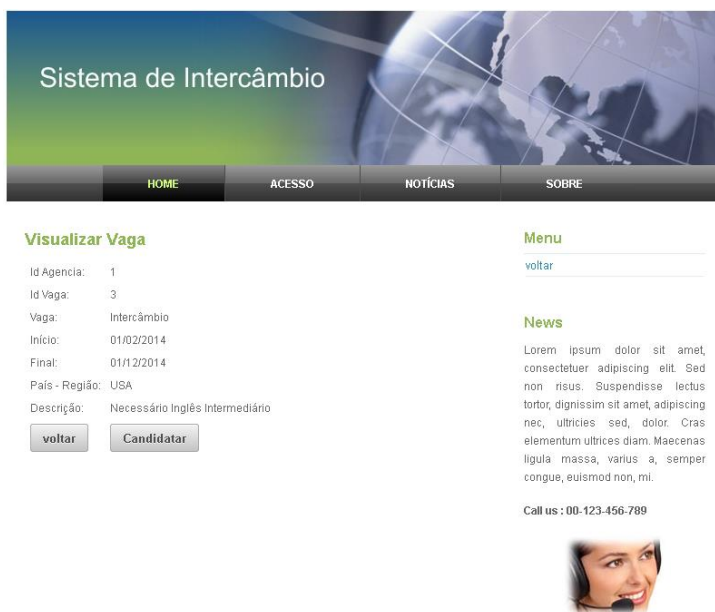 Sistema de Intercâmbio
HOME ACESSO NOTÍCIAS SOBRE
Visualizar Vaga
Id Agencia: 1
Id Vaga: 3
Vaga: Intercâmbio
Início: 01/02/2014
Final: 01/12/2014
País - Região: USA
Descrição: Necessário Inglês Intermediário
voltar Candidatar
Menu
voltar
News
Lorem ipsum dolor sit amet,
consectetuer adipiscing elit. Sed
non risus. Suspendisse lectus
tortor, dignissim sit amet, adipiscing
nec, ultricies sed, dolor. Cras
elementum ultrices diam. Maecenas
ligula massa, varius a, semper
congue, euismod non, mi.
Call us : 00-123-456-789